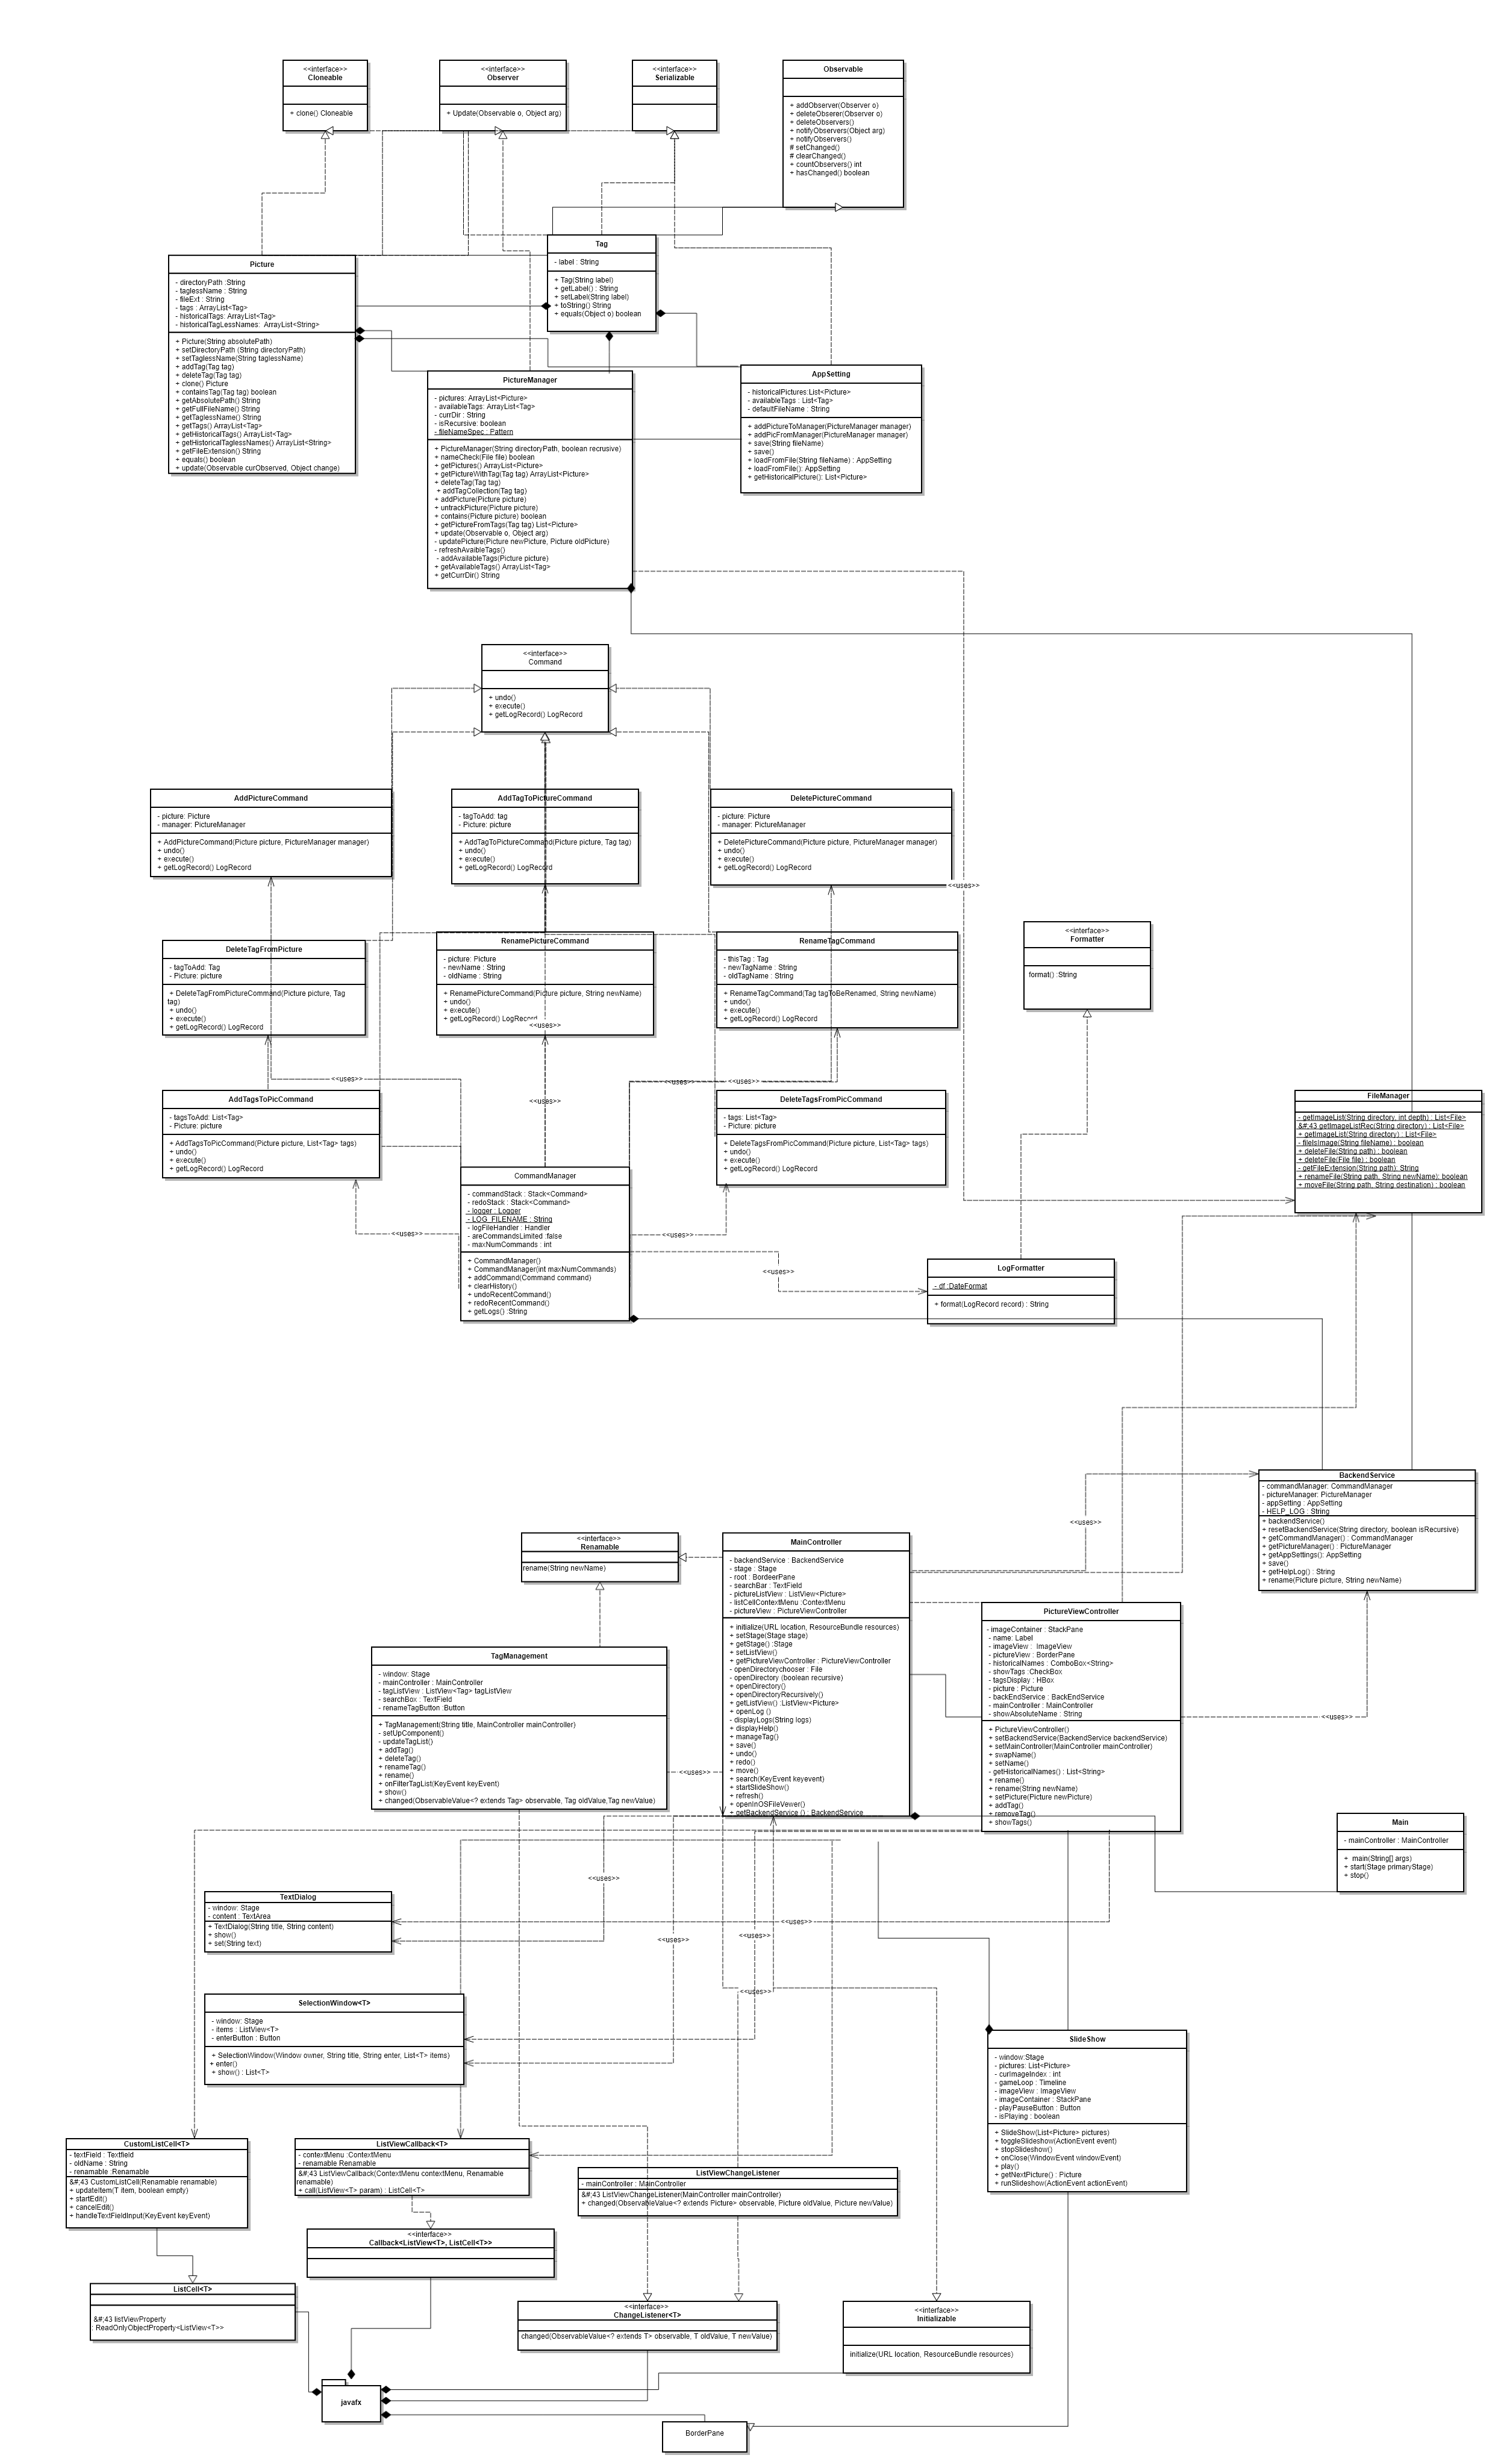 <<interface>>
Cloneable
+ clone() Cloneable
<<interface>>
Observer
+ Update(Observable o, Object arg)
<<interface>>
Serializable
Observable
+ addObserver(Observer o)
+ deleteObserer(Observer o)
+ deleteObservers()
+ notifyObservers(Object arg)
+ notifyObservers()
# setChanged()
# clearChanged()
+ countObservers() int
+ hasChanged() boolean
Tag
- label : String
+ Tag(String label)
+ getLabel() : String
+ setLabel(String label)
+ toString() String
+ equals(Object o) boolean
Picture
- directoryPath :String
- taglessName : String
- fileExt : String
- tags : ArrayList<Tag>
- historicalTags: ArrayList<Tag>
- historicalTagLessNames:  ArrayList<String>
+ Picture(String absolutePath)
+ setDirectoryPath (String directoryPath)
+ setTaglessName(String taglessName)
+ addTag(Tag tag)
+ deleteTag(Tag tag)
+ clone() Picture
+ containsTag(Tag tag) boolean
+ getAbsolutePath() String
+ getFullFileName() String
+ getTaglessName() String
+ getTags() ArrayList<Tag>
+ getHistoricalTags() ArrayList<Tag>
+ getHistoricalTaglessNames() ArrayList<String>
+ getFileExtension() String
+ equals() boolean
+ update(Observable curObserved, Object change)
PictureManager
- pictures: ArrayList<Picture>
- availableTags: ArrayList<Tag>
- currDir : String
- isRecursive: boolean
- fileNameSpec : Pattern
+ PictureManager(String directoryPath, boolean recrusive)
+ nameCheck(File file) boolean
+ getPictures() ArrayList<Picture>
+ getPictureWithTag(Tag tag) ArrayList<Picture>
+ deleteTag(Tag tag)
+ addTagCollection(Tag tag)
+ addPicture(Picture picture)
+ untrackPicture(Picture picture)
+ contains(Picture picture) boolean
+ getPictureFromTags(Tag tag) List<Picture>
+ update(Observable o, Object arg)
- updatePicture(Picture newPicture, Picture oldPicture)
- refreshAvaibleTags()
- addAvailableTags(Picture picture)
+ getAvailableTags() ArrayList<Tag>
+ getCurrDir() String
AppSetting
- historicalPictures:List<Picture>
- availableTags : List<Tag>
- defaultFileName : String
+ addPictureToManager(PictureManager manager)
+ addPicFromManager(PictureManager manager)
+ save(String fileName)
+ save()
+ loadFromFile(String fileName) : AppSetting
+ loadFromFile(): AppSetting
+ getHistoricalPicture(): List<Picture>
<<interface>>
Command
+ undo()
+ execute()
+ getLogRecord() LogRecord
AddPictureCommand
- picture: Picture
- manager: PictureManager
+ AddPictureCommand(Picture picture, PictureManager manager)
+ undo()
+ execute()
+ getLogRecord() LogRecord
AddTagToPictureCommand
- tagToAdd: tag
- Picture: picture
+ AddTagToPictureCommand(Picture picture, Tag tag)
+ undo()
+ execute()
+ getLogRecord() LogRecord
DeletePictureCommand
- picture: Picture
- manager: PictureManager
+ DeletePictureCommand(Picture picture, PictureManager manager)
+ undo()
+ execute()
+ getLogRecord() LogRecord
<<uses>>
DeleteTagFromPicture
- tagToAdd: Tag
- Picture: picture
+ DeleteTagFromPictureCommand(Picture picture, Tag
tag)
+ undo()
+ execute()
+ getLogRecord() LogRecord
RenamePictureCommand
- picture: Picture
- newName : String
- oldName : String
+ RenamePictureCommand(Picture picture, String newName)
+ undo()
+ execute()
+ getLogRecord() LogRecord
<<uses>>
RenameTagCommand
- thisTag : Tag
- newTagName : String
- oldTagName : String
+ RenameTagCommand(Tag tagToBeRenamed, String newName)
+ undo()
+ execute()
+ getLogRecord() LogRecord
<<interface>>
Formatter
format() :String
<<uses>>
<<uses>>
<<uses>>
<<uses>>
AddTagsToPicCommand
- tagsToAdd: List<Tag>
- Picture: picture
+ AddTagsToPicCommand(Picture picture, List<Tag> tags)
+ undo()
+ execute()
+ getLogRecord() LogRecord
DeleteTagsFromPicCommand
- tags: List<Tag>
- Picture: picture
+ DeleteTagsFromPicCommand(Picture picture, List<Tag> tags)
+ undo()
+ execute()
+ getLogRecord() LogRecord
FileManager
- getImageList(String directory, int depth) : List<File>
&#;43 getImageListRec(String directory) : List<File>
+ getImageList(String directory) : List<File>
- fileIsImage(String fileName) : boolean
+ deleteFile(String path) : boolean
+ deleteFile(File file) : boolean
- getFileExtension(String path): String
+ renameFile(String path, String newName): boolean
+ moveFile(String path, String destination) : boolean
CommandManager
- commandStack : Stack<Command>
- redoStack : Stack<Command>
- logger : Logger
- LOG_FILENAME : String
- logFileHandler : Handler
- areCommandsLimited :false
- maxNumCommands : int
+ CommandManager()
+ CommandManager(int maxNumCommands)
+ addCommand(Command command)
+ clearHistory()
+ undoRecentCommand()
+ redoRecentCommand()
+ getLogs() :String
<<uses>>
<<uses>>
<<uses>>
LogFormatter
- df :DateFormat
+ format(LogRecord record) : String
BackendService
- commandManager: CommandManager
- pictureManager: PictureManager
- appSetting : AppSetting
- HELP_LOG : String
+ backendService()
+ resetBackendService(String directory, boolean isRecursive)
+ getCommandManager() : CommandManager
+ getPictureManager() : PictureManager
+ getAppSettings(): AppSetting
+ save()
+ getHelpLog() : String
+ rename(Picture picture, String newName)
<<uses>>
<<interface>>
Renamable
rename(String newName)
MainController
- backendService : BackendService
- stage : Stage
- root : BordeerPane
- searchBar : TextField
- pictureListView : ListView<Picture>
- listCellContextMenu :ContextMenu
- pictureView : PictureViewController
+ initialize(URL location, ResourceBundle resources)
+ setStage(Stage stage)
+ getStage() :Stage
+ setListView()
+ getPictureViewController : PictureViewController
- openDirectorychooser : File
- openDirectory (boolean recursive)
+ openDirectory()
+ openDirectoryRecursively()
+ getListView() :ListView<Picture>
+ openLog ()
- displayLogs(String logs)
+ displayHelp()
+ manageTag()
+ save()
+ undo()
+ redo()
+ move()
+ search(KeyEvent keyevent)
+ startSlideShow()
+ refresh()
+ openInOSFileVewer()
+ getBackendService () : BackendService
PictureViewController
- imageContainer : StackPane
- name: Label
- imageView :  ImageView
- pictureView : BorderPane
- historicalNames : ComboBox<String>
- showTags :CheckBox
- tagsDisplay : HBox
- picture : Picture
- backEndService : BackEndService
- mainController : MainController
- showAbsoluteName : String
+ PictureViewController()
+ setBackendService(BackendService backendService)
+ setMainController(MainController mainController)
+ swapName()
+ setName()
- getHistoricalNames() : List<String>
+ rename()
+ rename(String newName)
+ setPicture(Picture newPicture)
+ addTag()
+ removeTag()
+ showTags()
<<uses>>
TagManagement
- window: Stage
- mainController : MainController
- tagListView : ListView<Tag> tagListView
- searchBox : TextField
- renameTagButton :Button
+ TagManagement(String title, MainController mainController)
- setUpComponent()
- updateTagList()
+ addTag()
+ deleteTag()
+ renameTag()
+ rename()
+ onFilterTagList(KeyEvent keyEvent)
+ show()
+ changed(ObservableValue<? extends Tag> observable, Tag oldValue,Tag newValue)
<<uses>>
Main
- mainController : MainController
+  main(String[] args)
+ start(Stage primaryStage)
+ stop()
<<uses>>
TextDialog
- window: Stage
- content : TextArea
+ TextDialog(String title, String content)
+ show()
+ set(String text)
<<uses>>
<<uses>>
<<uses>>
<<uses>>
SelectionWindow<T>
- window: Stage
- items : ListView<T>
- enterButton : Button
+ SelectionWindow(Window owner, String title, String enter, List<T> items)
+ enter()
+ show() : List<T>
SlideShow
- window:Stage
- pictures: List<Picture>
- curImageIndex : int
- gameLoop : Timeline
- imageView : ImageView
- imageContainer : StackPane
- playPauseButton : Button
- isPlaying : boolean
+ SlideShow(List<Picture> pictures)
+ toggleSlideshow(ActionEvent event)
+ stopSlideshow()
+ onClose(WindowEvent windowEvent)
+ play()
+ getNextPicture() : Picture
+ runSlideshow(ActionEvent actionEvent)
CustomListCell<T>
- textField : Textfield
- oldName : String
- renamable :Renamable
&#;43 CustomListCell(Renamable renamable)
+ updateItem(T item, boolean empty)
+ startEdit()
+ cancelEdit()
+ handleTextFieldInput(KeyEvent keyEvent)
ListViewCallback<T>
- contextMenu :ContextMenu
- renamable Renamable
&#;43 ListViewCallback(ContextMenu contextMenu, Renamable
renamable)
+ call(ListView<T> param) : ListCell<T>
ListViewChangeListener
- mainController : MainController
&#;43 ListViewChangeListener(MainController mainController)
+ changed(ObservableValue<? extends Picture> observable, Picture oldValue, Picture newValue)
<<interface>>
Callback<ListView<T>, ListCell<T>>
ListCell<T>
&#;43 listViewProperty
: ReadOnlyObjectProperty<ListView<T>>
<<interface>>
ChangeListener<T>
changed(ObservableValue<? extends T> observable, T oldValue, T newValue)
<<interface>>
Initializable
initialize(URL location, ResourceBundle resources)
javafx
BorderPane